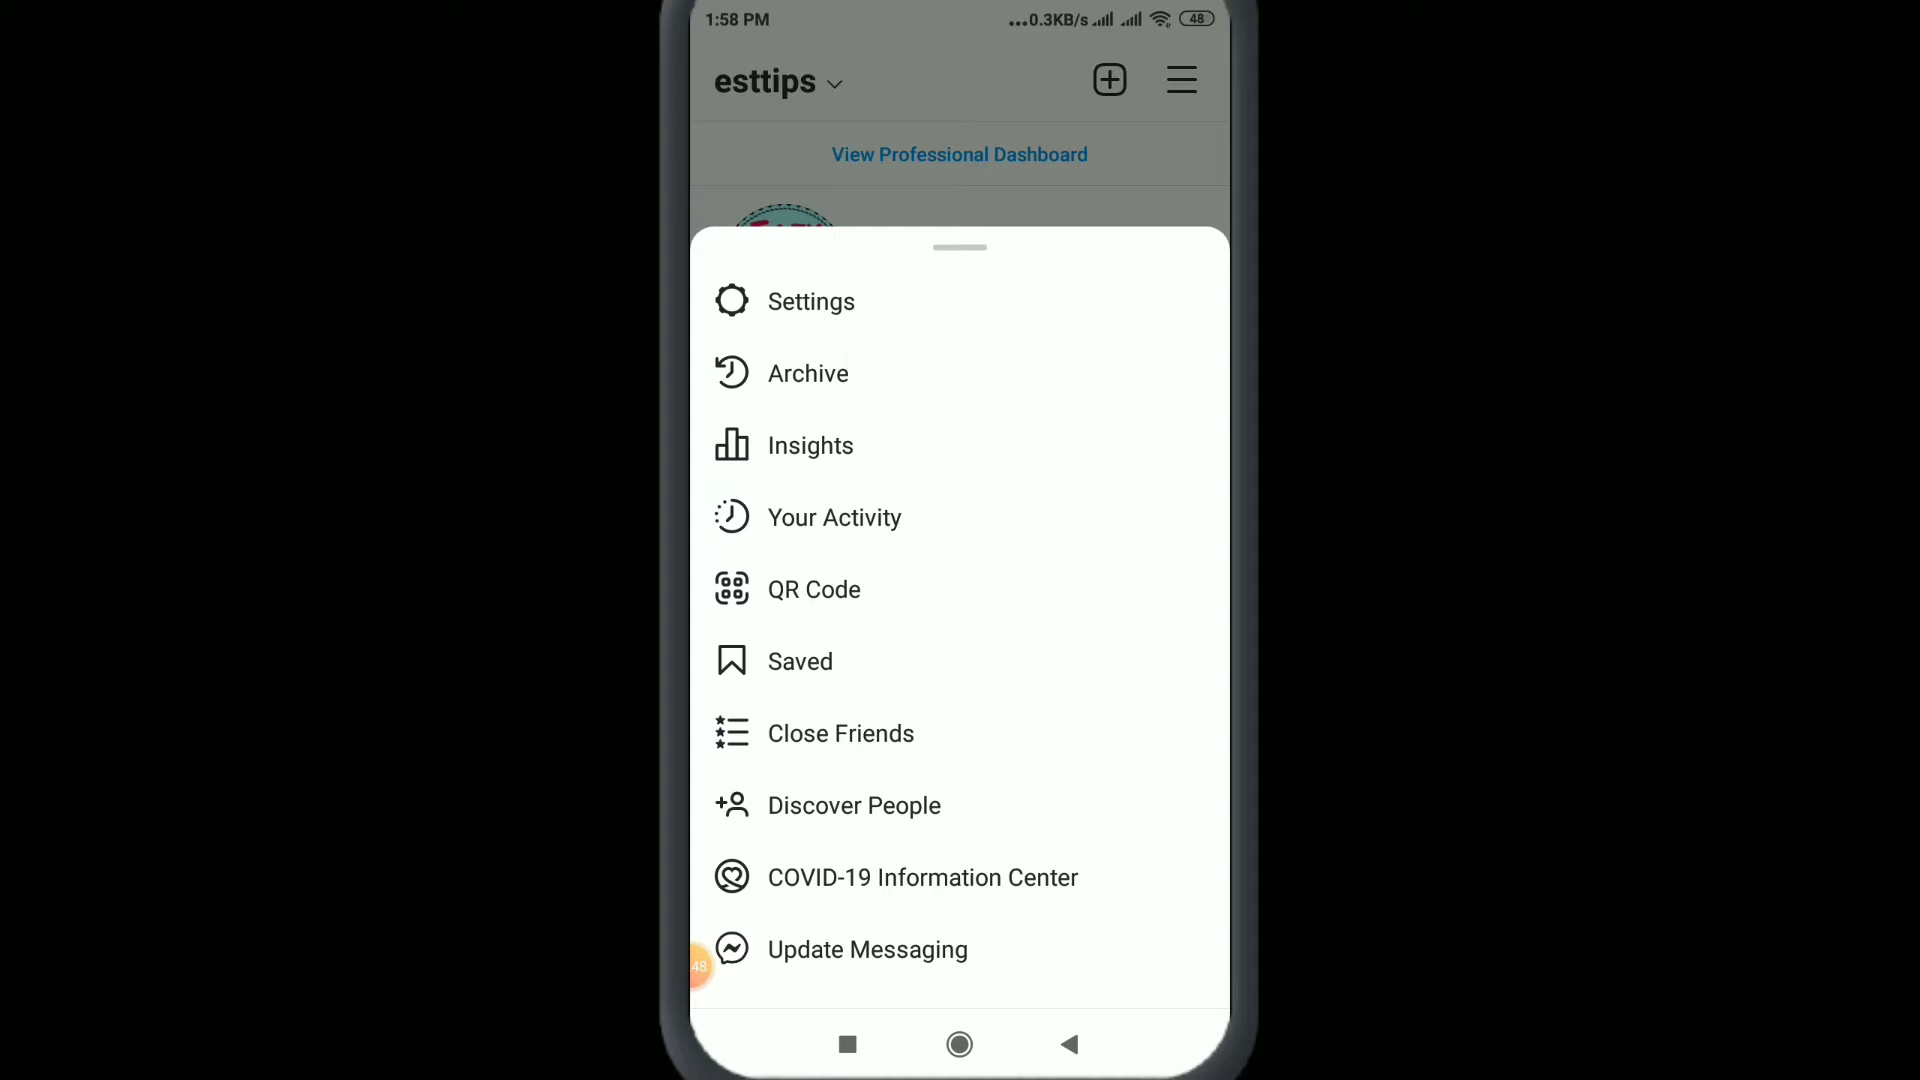 1:58 PM
...0.3KB/s
48
esttips
View Professional Dashboard
Settings
Archive
Insights
Your Activity
QR Code
Saved
Close Friends
Discover People
COVID-19 Information Center
Update Messaging
48